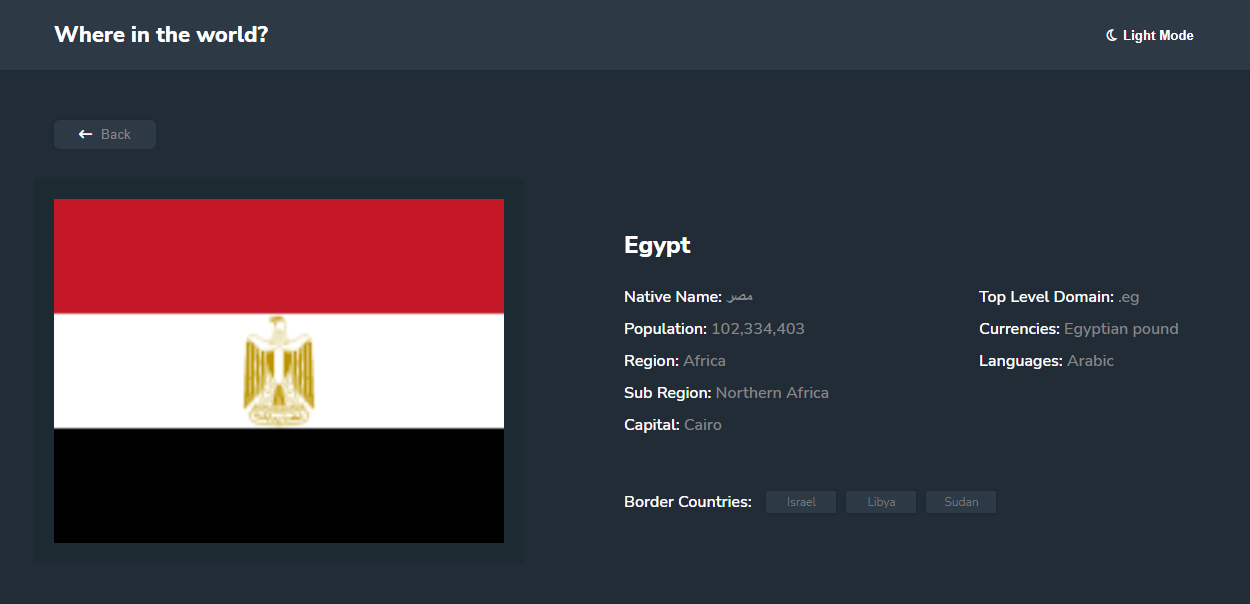 Where in the world?
Light Mode
Back
Egypt
Native Name: مصر
Population: 102,334,403
Region: Africa
Sub Region: Northern Africa
Capital: Cairo
Top Level Domain: .eg
Currencies: Egyptian pound
Languages: Arabic
Border Countries: Israel Libya Sudan